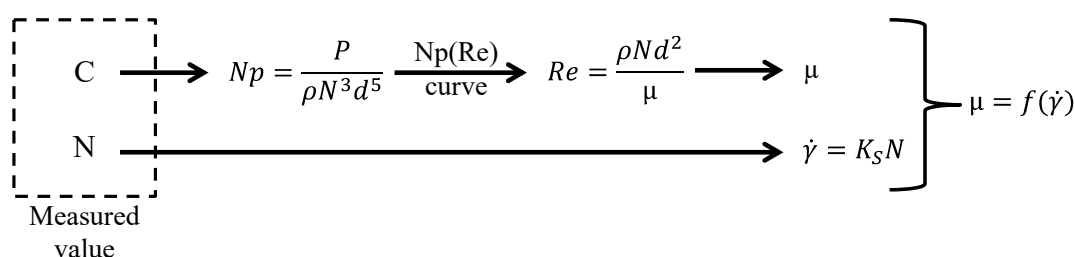 C Np = P / ρN³d⁵ Np(Re) curve Re = ρNd² / μ μ
N γ̇ = K_S N
μ = f(γ̇)
Measured
value